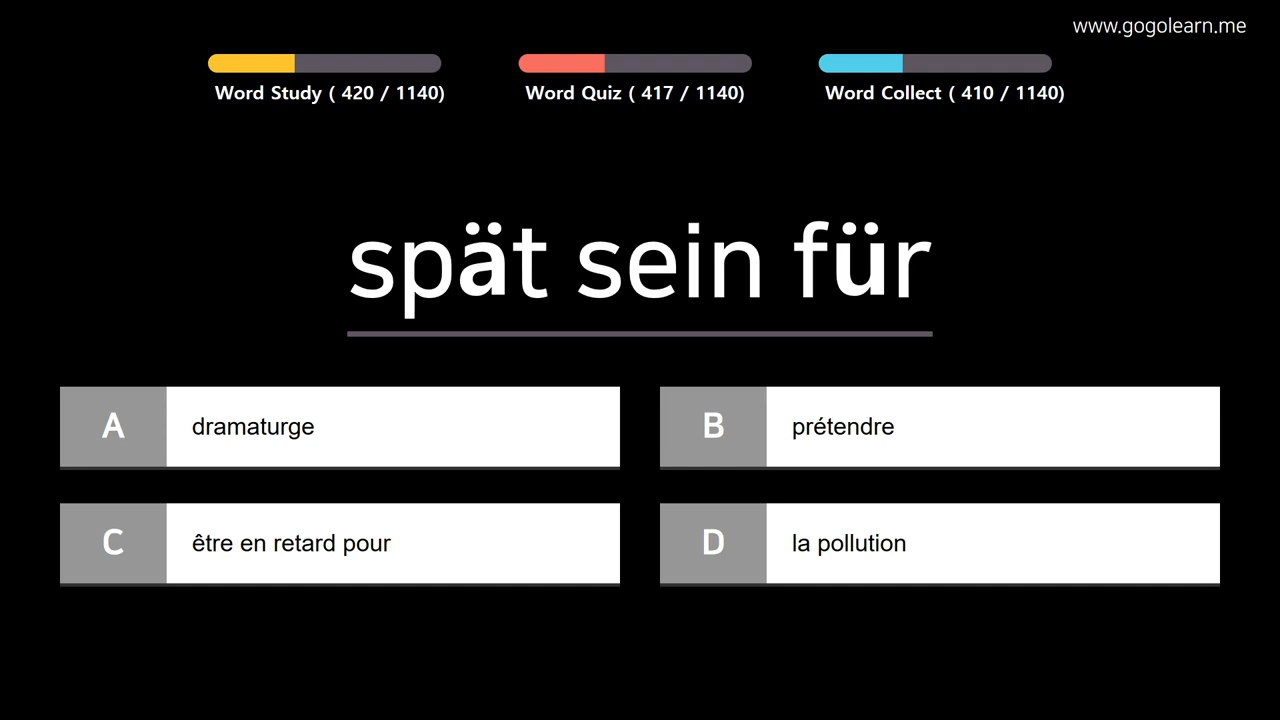 www.gogolearn.me
Word Study ( 420 / 1140)
Word Quiz ( 417 / 1140)
Word Collect ( 410 / 1140)
spät sein für
A
dramaturge
B
prétendre
C
être en retard pour
D
la pollution